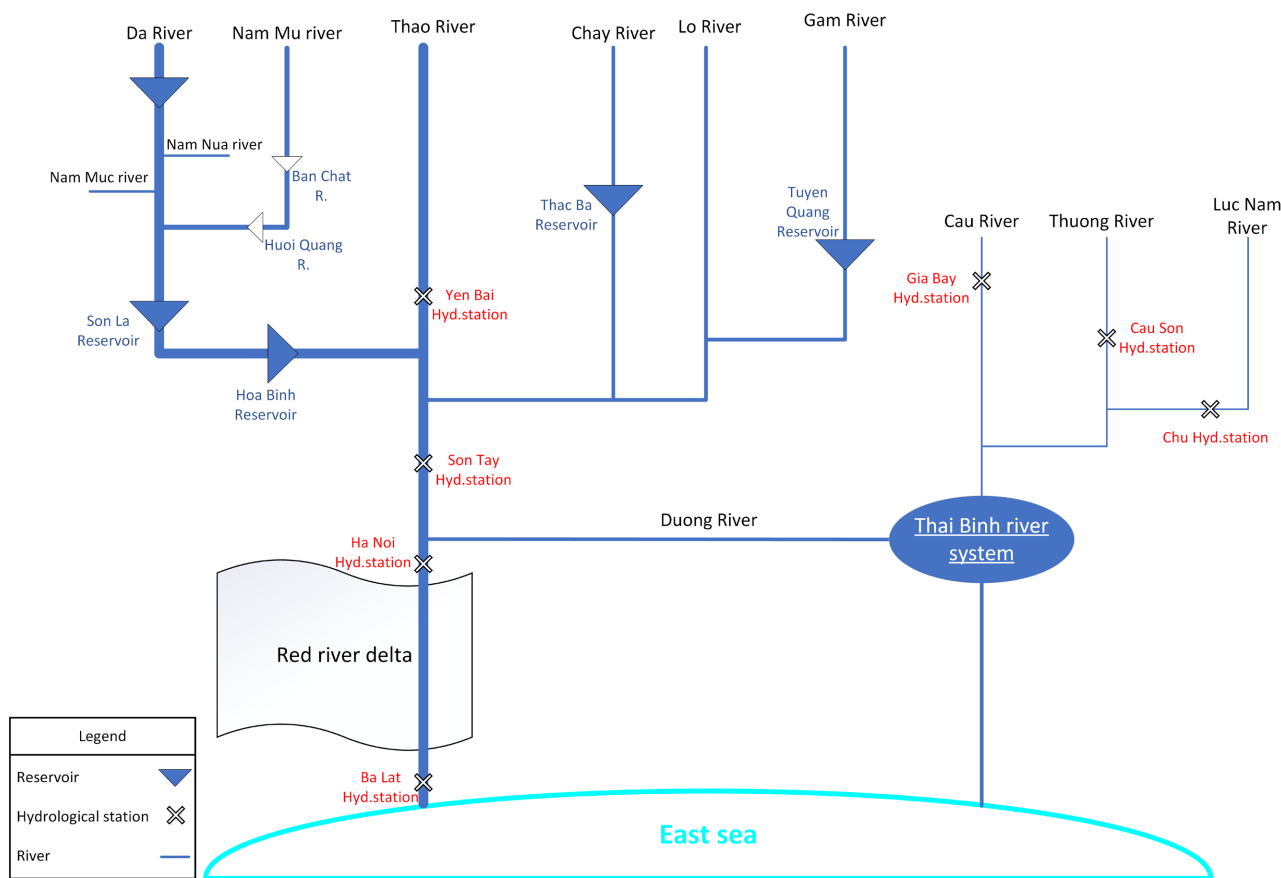 Da River
Nam Mu river
Thao River
Chay River
Lo River
Gam River
Nam Nua river
Nam Muc river
Ban Chat
R.
Huoi Quang
R.
Thac Ba
Reservoir
Tuyen
Quang
Reservoir
Cau River
Thuong River
Luc Nam
River
Gia Bay
Hyd.station
Yen Bai
Hyd.station
Son La
Reservoir
Cau Son
Hyd.station
Hoa Binh
Reservoir
Chu Hyd.station
Son Tay
Hyd.station
Duong River
Thai Binh river
system
Ha Noi
Hyd.station
Red river delta
Ba Lat
Hyd.station
East sea
Legend
Reservoir
Hydrological station
River